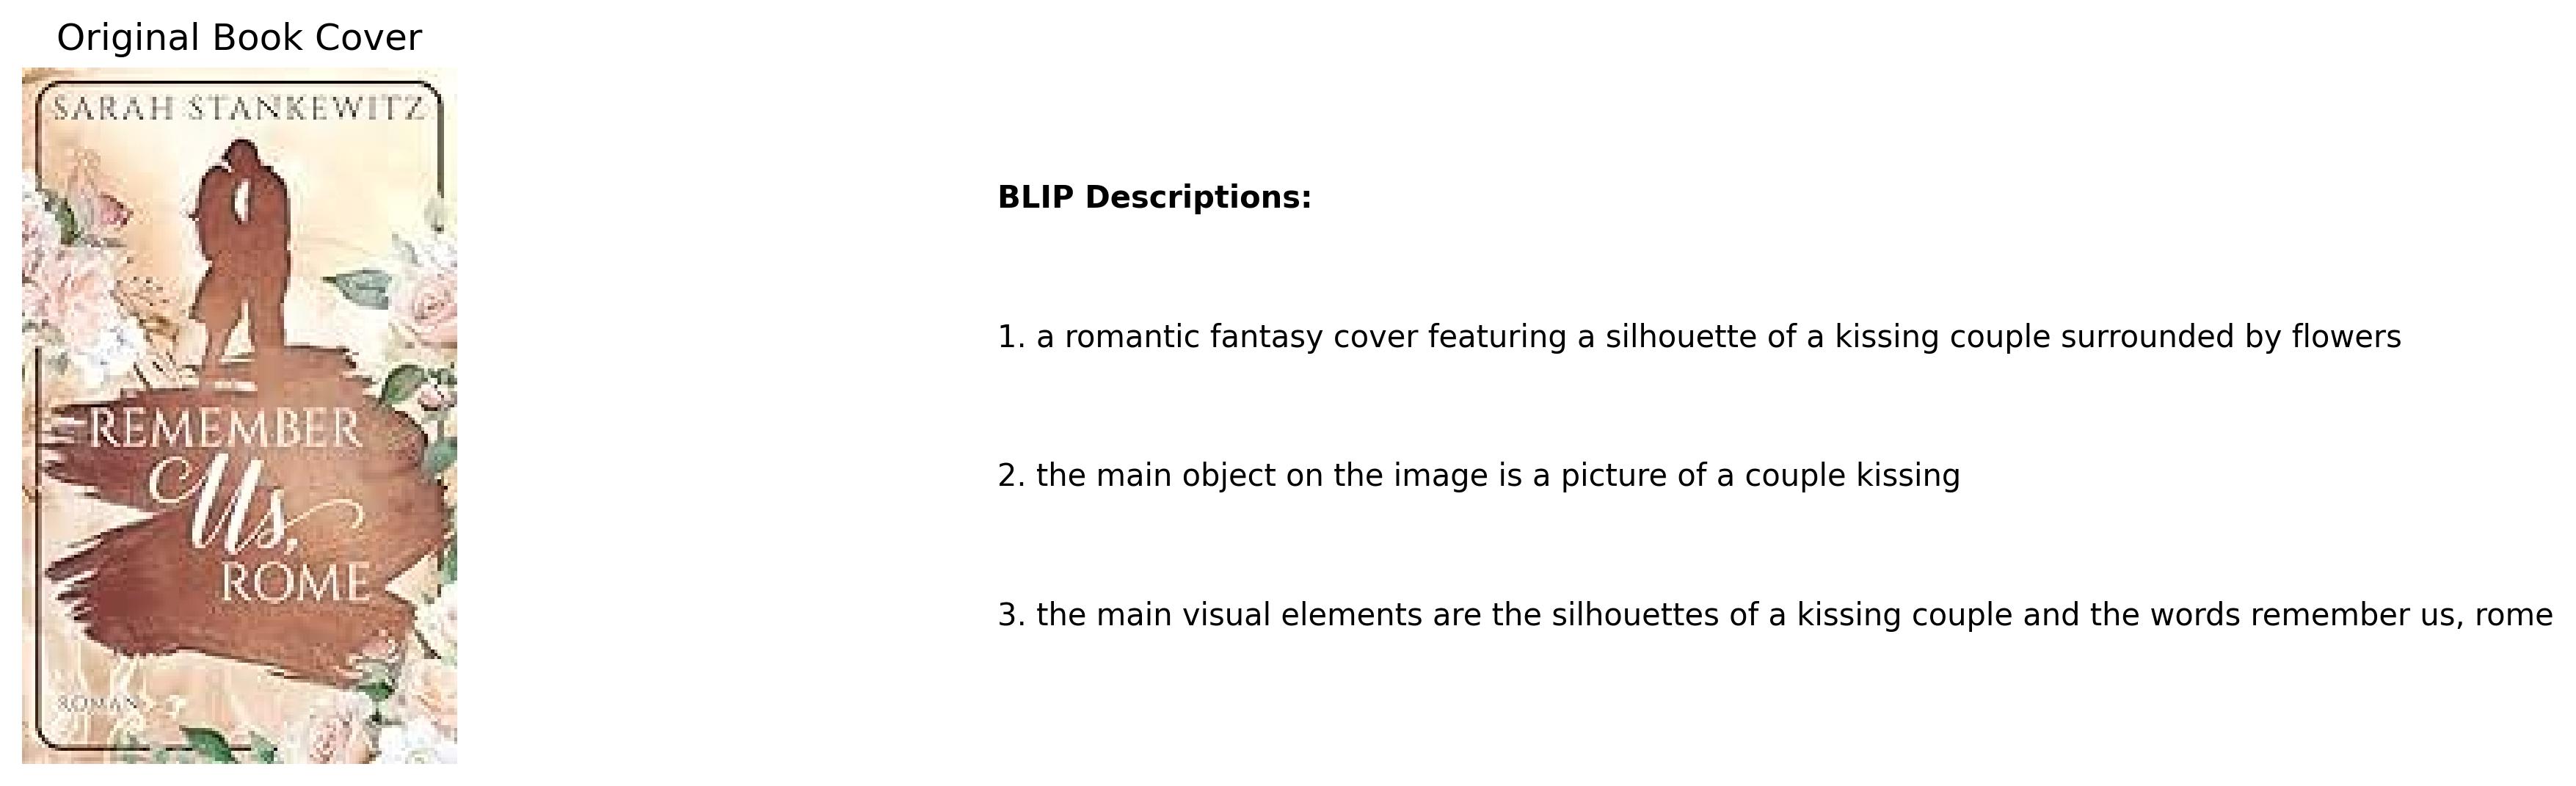 Original Book Cover
SARAH STANKEWITZ
REMEMBER
Us,
ROME
ROMAN
BLIP Descriptions:
1. a romantic fantasy cover featuring a silhouette of a kissing couple surrounded by flowers
2. the main object on the image is a picture of a couple kissing
3. the main visual elements are the silhouettes of a kissing couple and the words remember us, rome